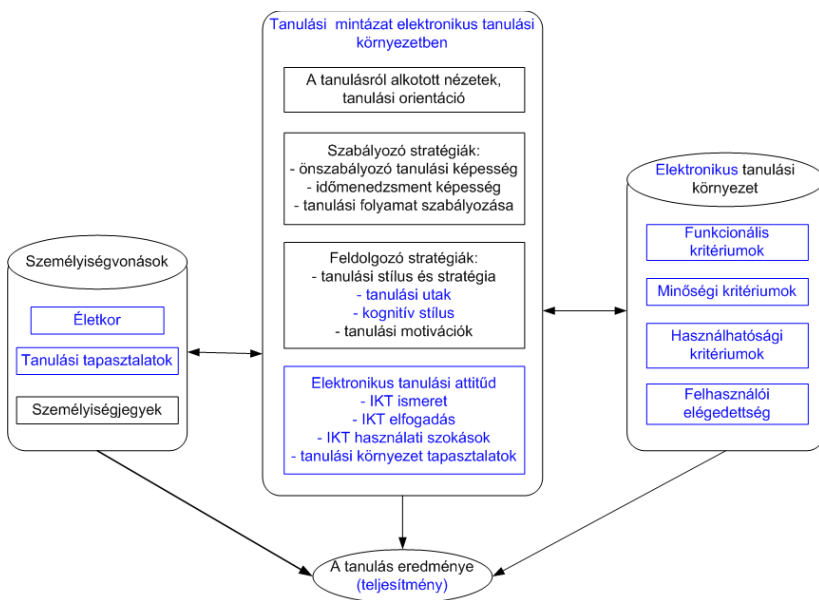 Tanulási mintázat elektronikus tanulási
környezetben
A tanulásról alkotott nézetek,
tanulási orientáció
Szabályozó stratégiák:
- önszabályozó tanulási képesség
- időmenedzsment képesség
- tanulási folyamat szabályozása
Feldolgozó stratégiák:
- tanulási stílus és stratégia
- tanulási utak
- kognitív stílus
- tanulási motivációk
Elektronikus tanulási attitűd
- IKT ismeret
- IKT elfogadás
- IKT használati szokások
- tanulási környezet tapasztalatok
Személyiségvonások
Életkor
Tanulási tapasztalatok
Személyiségjegyek
Elektronikus tanulási
környezet
Funkcionális
kritériumok
Minőségi kritériumok
Használhatósági
kritériumok
Felhasználói
elégedettség
A tanulás eredménye
(teljesítmény)